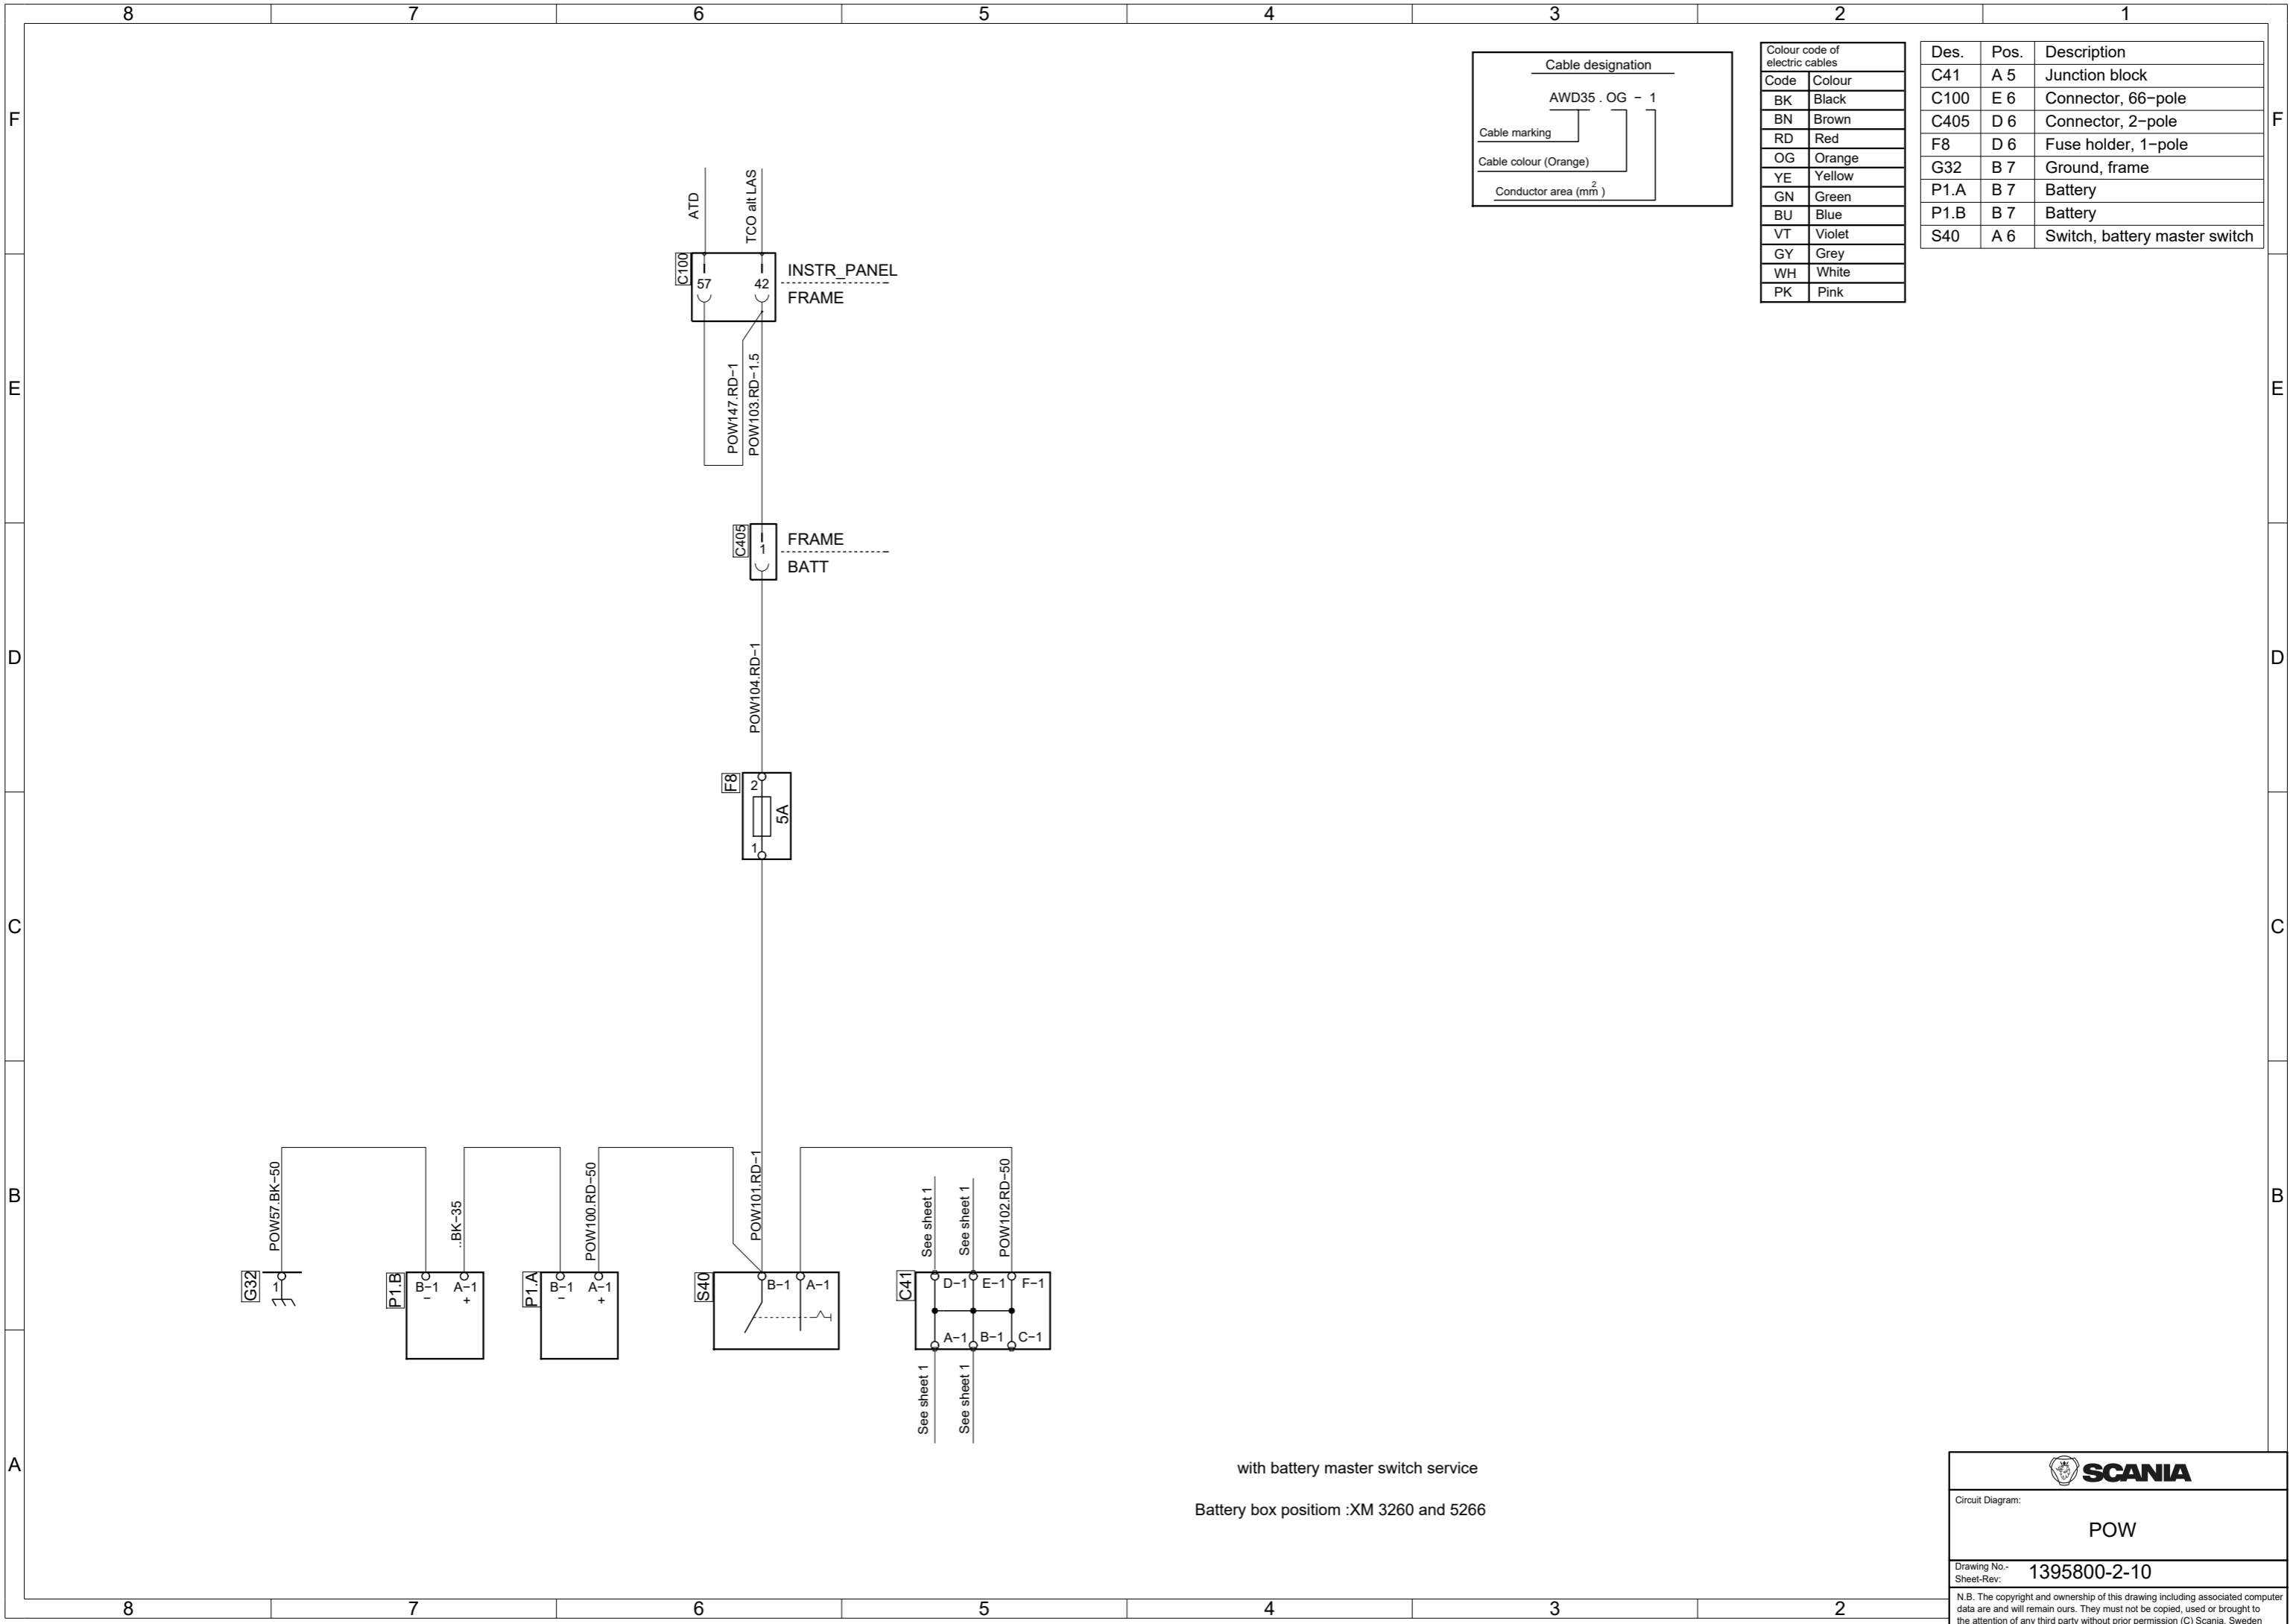 8 7 6 5 4 3 2 1
F
E
D
C
B
A
F
E
D
C
B
Cable designation
AWD35 . OG − 1
Cable marking
Cable colour (Orange)
Conductor area (mm2)
Colour code of
electric cables
Code Colour
BK Black
BN Brown
RD Red
OG Orange
YE Yellow
GN Green
BU Blue
VT Violet
GY Grey
WH White
PK Pink
Des. Pos. Description
C41 A 5 Junction block
C100 E 6 Connector, 66−pole
C405 D 6 Connector, 2−pole
F8 D 6 Fuse holder, 1−pole
G32 B 7 Ground, frame
P1.A B 7 Battery
P1.B B 7 Battery
S40 A 6 Switch, battery master switch
ATD
TCO alt LAS
C100
57 42
INSTR_PANEL
FRAME
POW147.RD−1
POW103.RD−1.5
C405
1
FRAME
BATT
POW104.RD−1
F8
2
5A
1
POW57.BK−50
..BK−35
POW100.RD−50
POW101.RD−1
See sheet 1
See sheet 1
POW102.RD−50
G32
1
P1.B
B−1 A−1
− +
P1.A
B−1 A−1
− +
S40
B−1 A−1
C41
D−1 E−1 F−1
A−1 B−1 C−1
See sheet 1
See sheet 1
with battery master switch service
Battery box positiom :XM 3260 and 5266
SCANIA
Circuit Diagram:
POW
Drawing No.-
Sheet-Rev:
1395800-2-10
N.B. The copyright and ownership of this drawing including associated computer
data are and will remain ours. They must not be copied, used or brought to
the attention of any third party without prior permission (C) Scania, Sweden
8 7 6 5 4 3 2